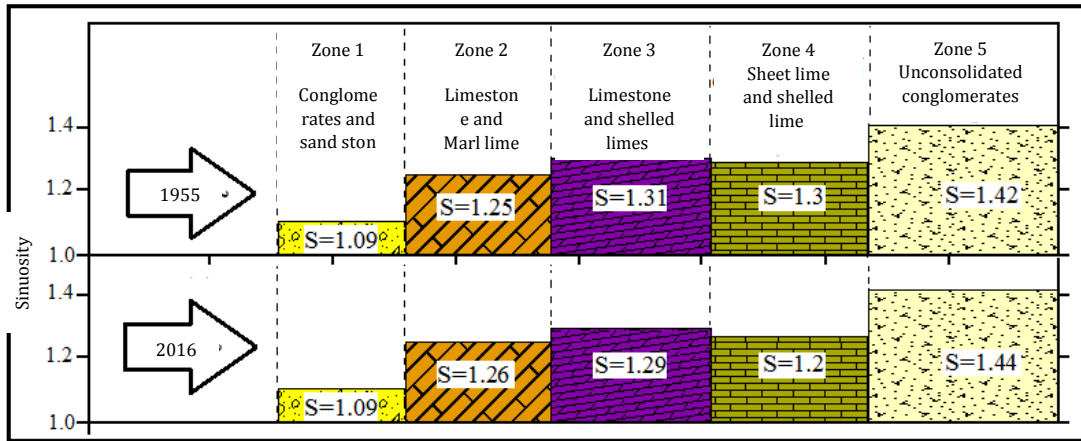 Zone 1
Conglome
rates and
sand ston
Zone 2
Limeston
e and
Marl lime
Zone 3
Limestone
and shelled
limes
Zone 4
Sheet lime
and shelled
lime
Zone 5
Unconsolidated
conglomerates
Sinuosity
1.4
1.2
1.0
1955
S=1.09
S=1.25
S=1.31
S=1.3
S=1.42
1.4
1.2
1.0
2016
S=1.09
S=1.26
S=1.29
S=1.2
S=1.44